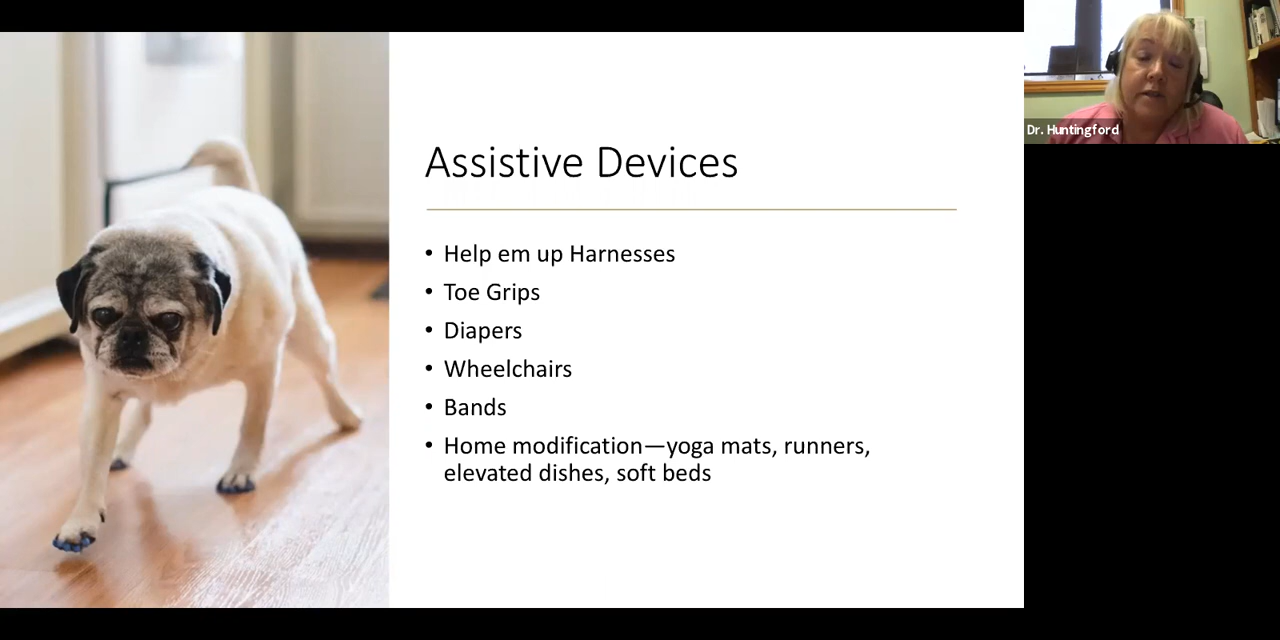 Assistive Devices
• Help em up Harnesses
• Toe Grips
• Diapers
• Wheelchairs
• Bands
• Home modification—yoga mats, runners,
elevated dishes, soft beds
Dr. Huntingford